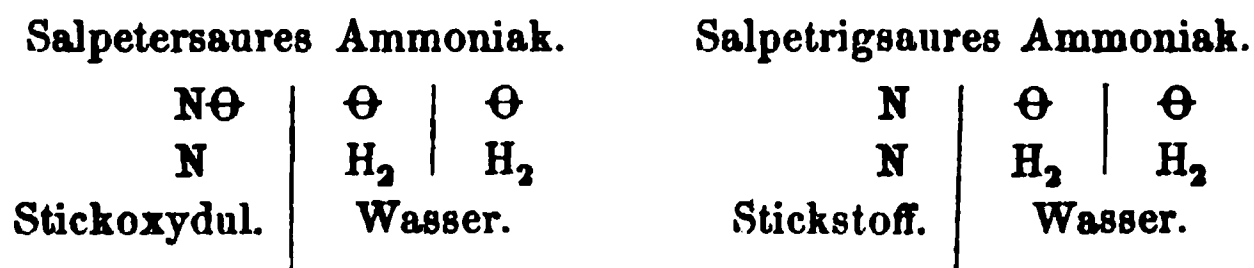 Salpetersaures Ammoniak. Salpetrigsaures Ammoniak.
NΘ | Θ | Θ N | Θ | Θ
N | H₂ | H₂ N | H₂ | H₂
Stickoxydul. | Wasser. Stickstoff. | Wasser.